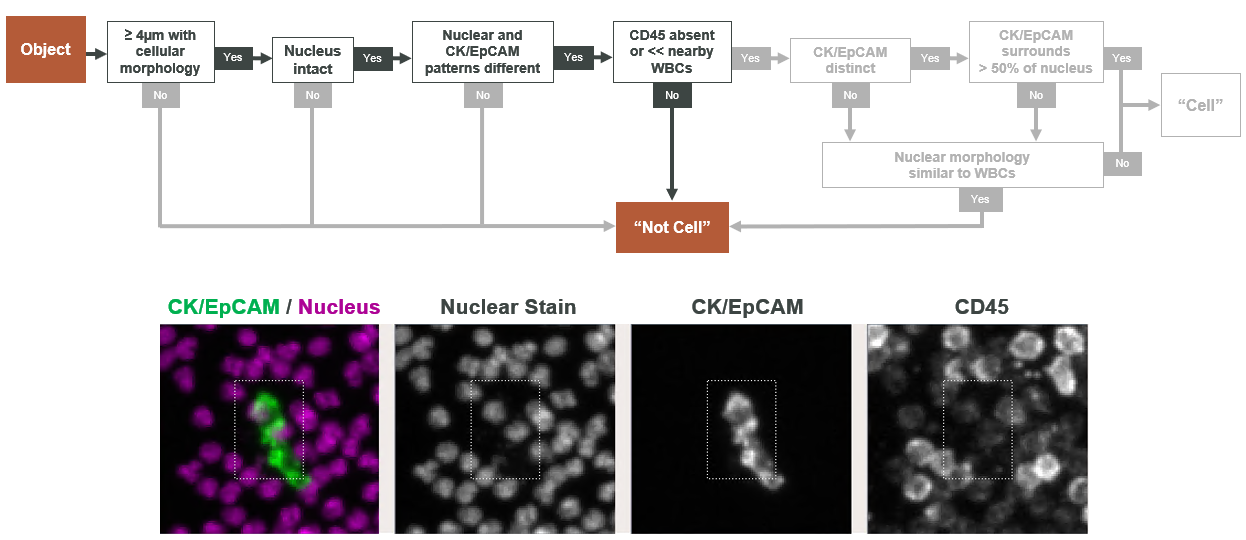 Object
≥ 4µm with
cellular
morphology
Yes
No
Nucleus
intact
Yes
No
Nuclear and
CK/EpCAM
patterns different
Yes
No
CD45 absent
or << nearby
WBCs
Yes
No
CK/EpCAM
distinct
Yes
No
CK/EpCAM
surrounds
> 50% of nucleus
Yes
No
“Cell”
Nuclear morphology
similar to WBCs
No
Yes
“Not Cell”
CK/EpCAM / Nucleus
Nuclear Stain
CK/EpCAM
CD45